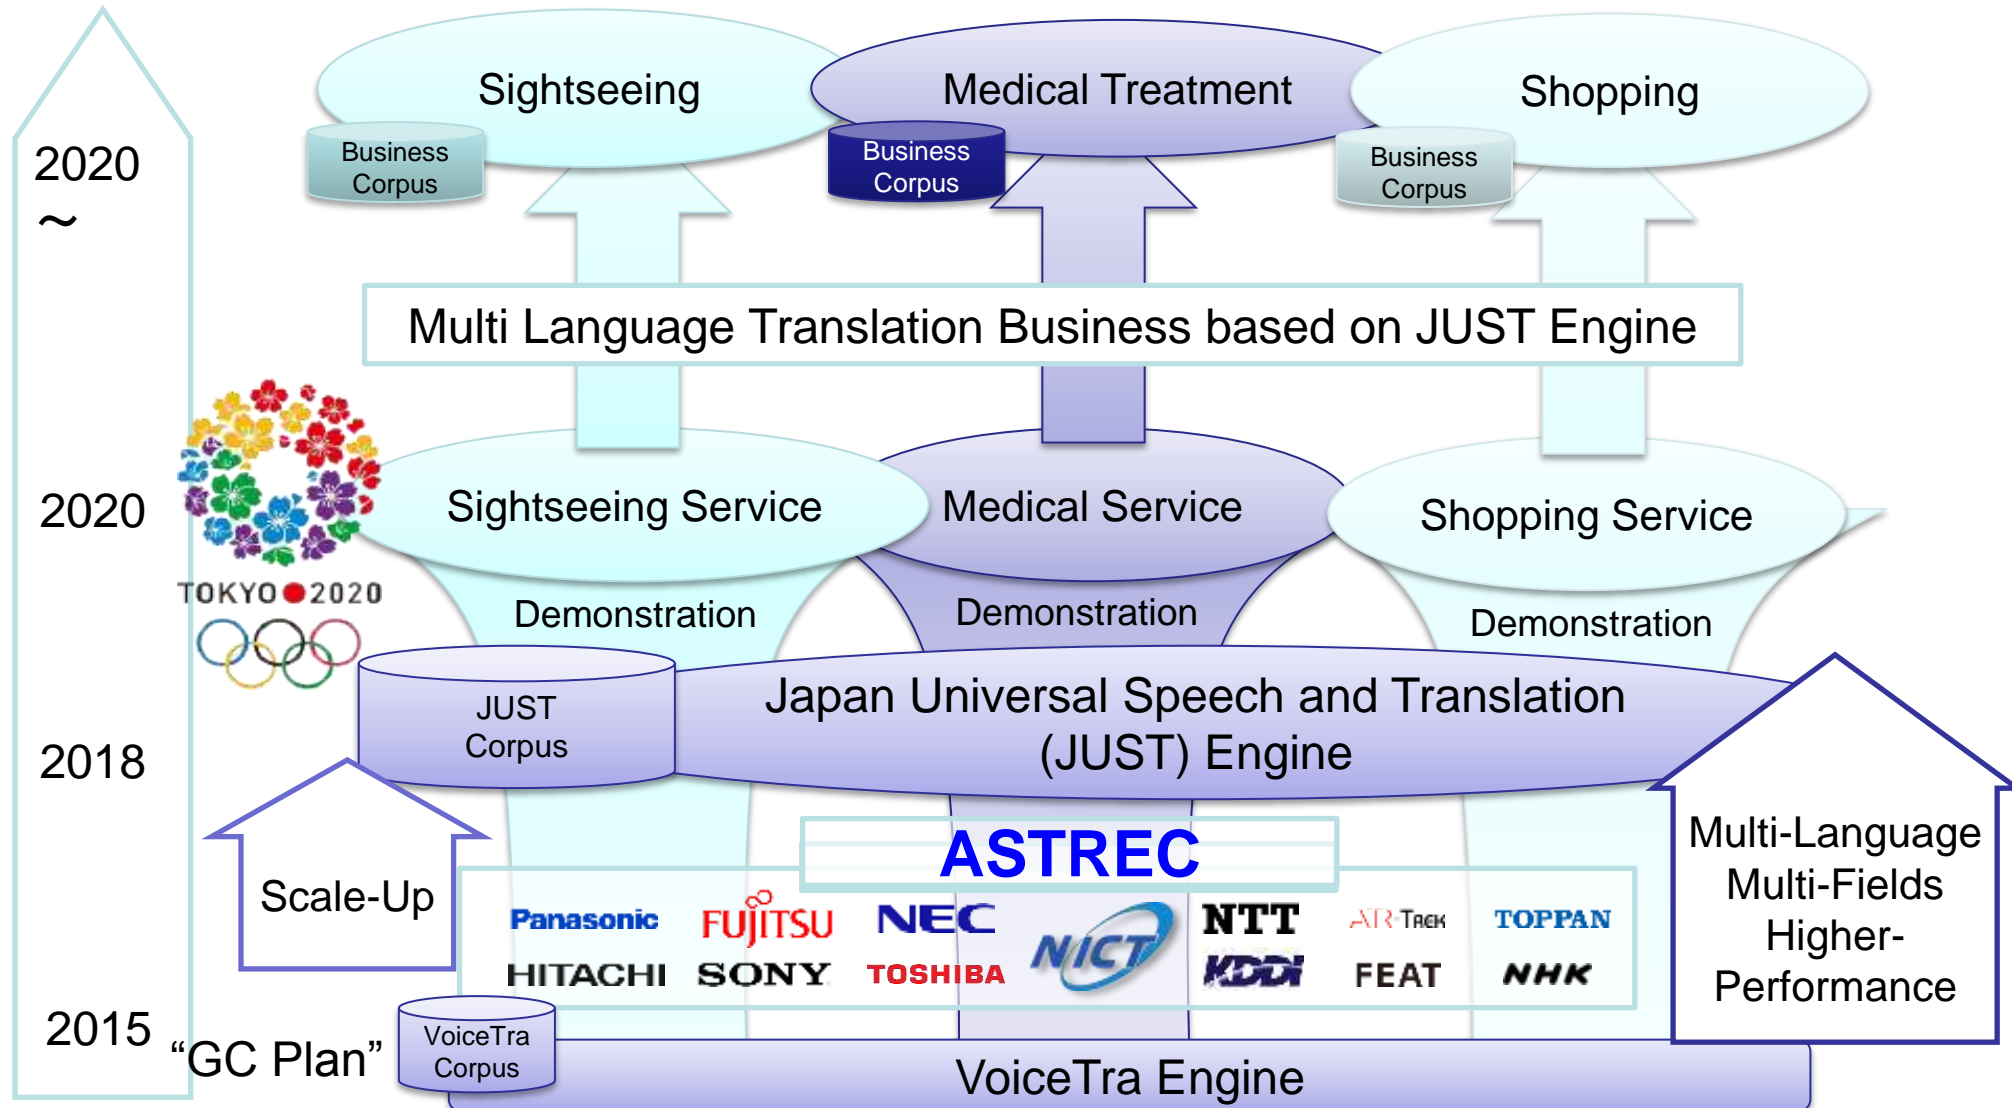 Sightseeing
Medical Treatment
Shopping
Business
Corpus
Business
Corpus
Business
Corpus
2020
~
Multi Language Translation Business based on JUST Engine
2020
TOKYO 2020
Sightseeing Service
Medical Service
Shopping Service
Demonstration
Demonstration
Demonstration
JUST
Corpus
Japan Universal Speech and Translation
(JUST) Engine
2018
Scale-Up
ASTREC
Panasonic
FUJITSU
NEC
NICT
NTT
ATR-TREK
TOPPAN
HITACHI
SONY
TOSHIBA
KDDI
FEAT
NHK
Multi-Language
Multi-Fields
Higher-
Performance
2015
“GC Plan”
VoiceTra
Corpus
VoiceTra Engine